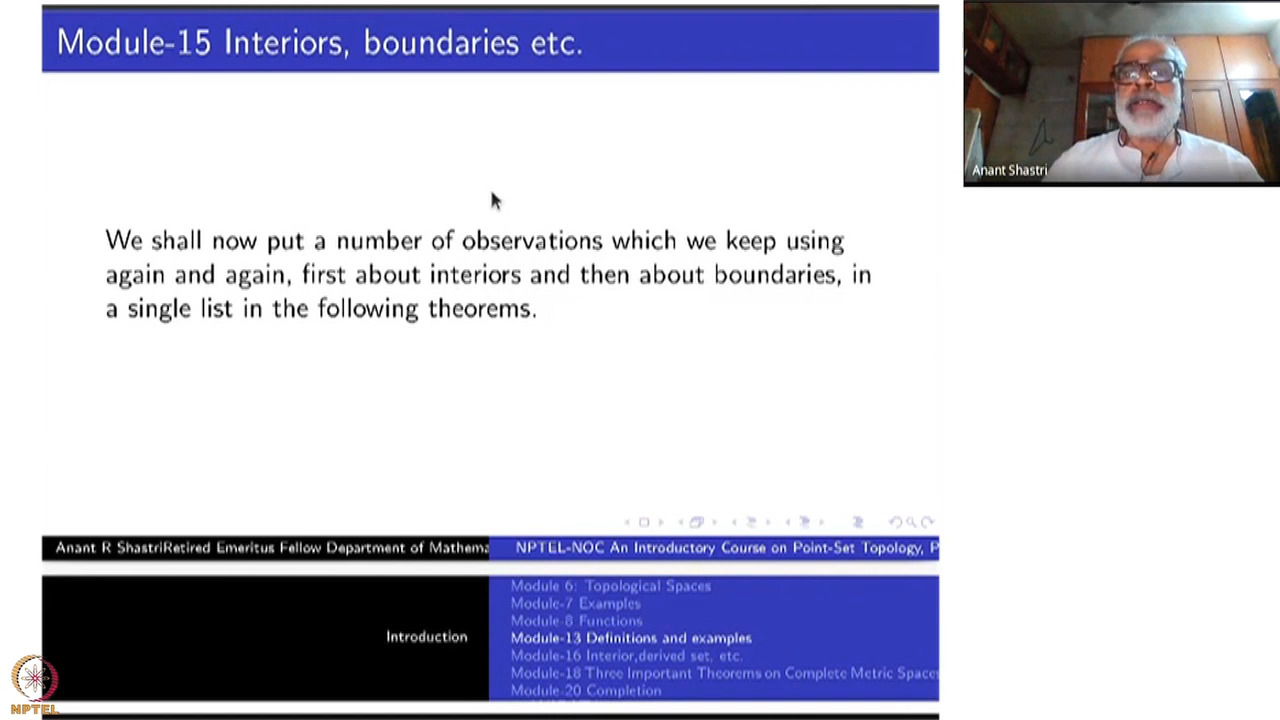 Module-15 Interiors, boundaries etc.
We shall now put a number of observations which we keep using
again and again, first about interiors and then about boundaries, in
a single list in the following theorems.
Anant Shastri
Anant R ShastriRetired Emeritus Fellow Department of Mathema
NPTEL-NOC An Introductory Course on Point-Set Topology, P
Introduction
Module 6: Topological Spaces
Module-7 Examples
Module-8 Functions
Module-13 Definitions and examples
Module-16 Interior,derived set, etc.
Module-18 Three Important Theorems on Complete Metric Space
Module-20 Completion
NPTEL